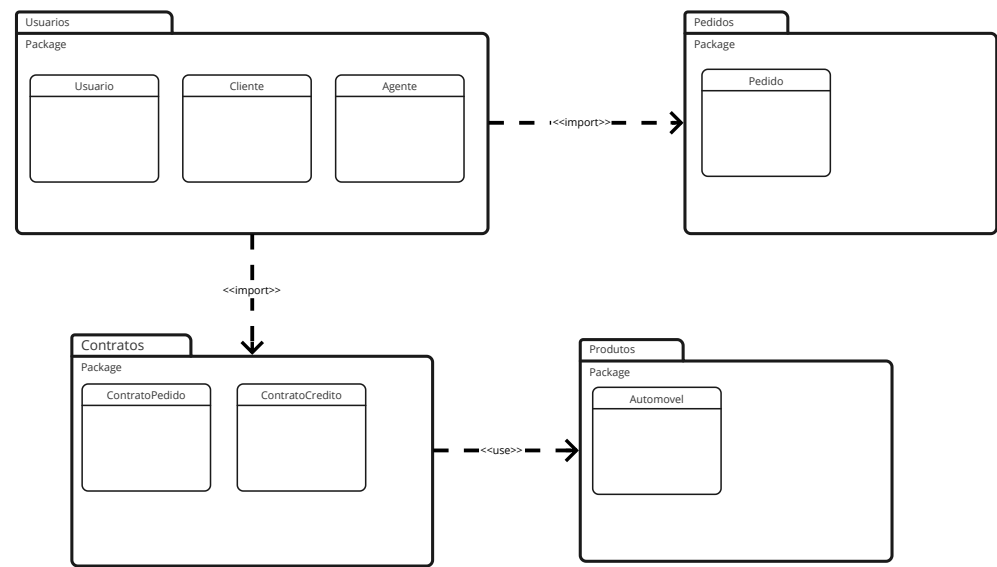 Usuarios
Package
Usuario
Cliente
Agente
<<import>>
Pedidos
Package
Pedido
<<import>>
Contratos
Package
ContratoPedido
ContratoCredito
<<use>>
Produtos
Package
Automovel